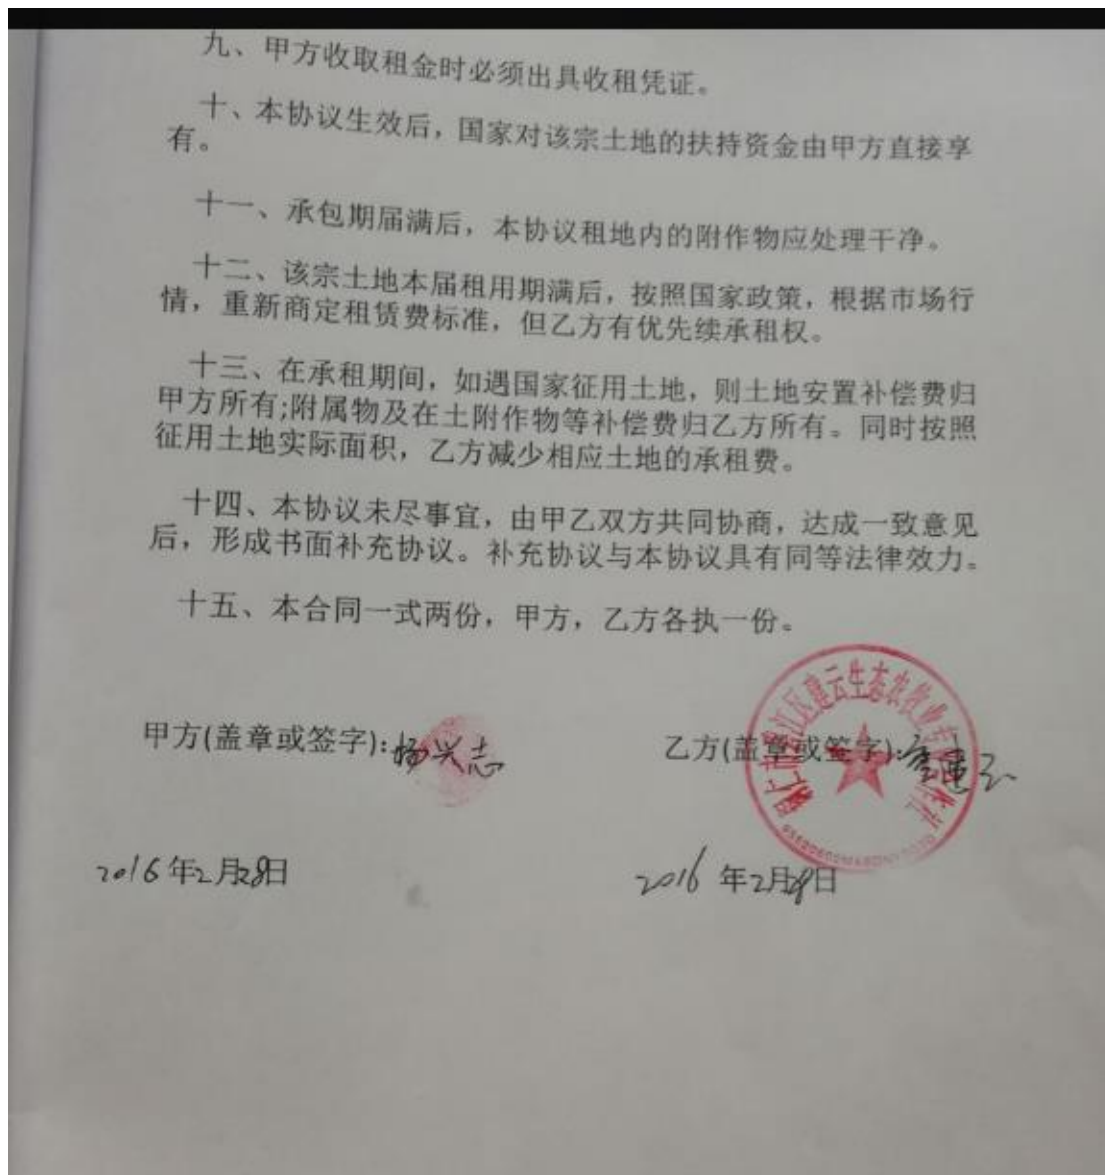 九、甲方收取租金时必须出具收租凭证。
十、本协议生效后，国家对该宗土地的扶持资金由甲方直接享
有。
十一、承包期届满后，本协议租地内的附作物应处理干净。
十二、该宗土地本届租用期满后，按照国家政策，根据市场行
情，重新商定租赁费标准，但乙方有优先续承租权。
十三、在承租期间，如遇国家征用土地，则土地安置补偿费归
甲方所有;附属物及在土附作物等补偿费归乙方所有。同时按照
征用土地实际面积，乙方减少相应土地的承租费。
十四、本协议未尽事宜，由甲乙双方共同协商，达成一致意见
后，形成书面补充协议。补充协议与本协议具有同等法律效力。
十五、本合同一式两份，甲方，乙方各执一份。
甲方(盖章或签字):杨兴志
乙方(盖章或签字):
建云生态农牧业专
2016年2月28日
2016年2月28日